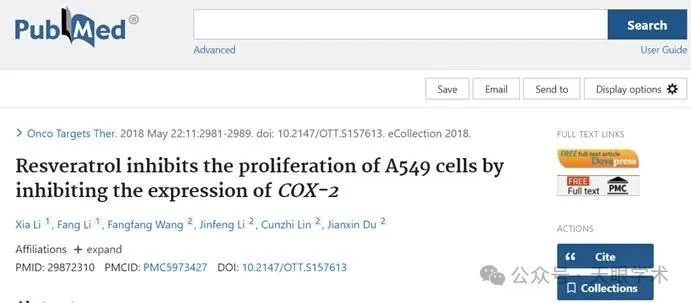 PubMed®
Search
Advanced
User Guide
Save
Email
Send to
Display options
Onco Targets Ther. 2018 May 22:11:2981-2989. doi: 10.2147/OTT.S157613. eCollection 2018.
Resveratrol inhibits the proliferation of A549 cells by
inhibiting the expression of COX-2
Xia Li 1, Fang Li 1, Fangfang Wang 2, Jinfeng Li 2, Cunzhi Lin 2, Jianxin Du 2
Affiliations + expand
PMID: 29872310 PMCID: PMC5973427 DOI: 10.2147/OTT.S157613
FULL TEXT LINKS
FREE full-text article
Dovepress
FREE
Full text PMC
ACTIONS
Cite
Collections
公众号 · 天眼学术